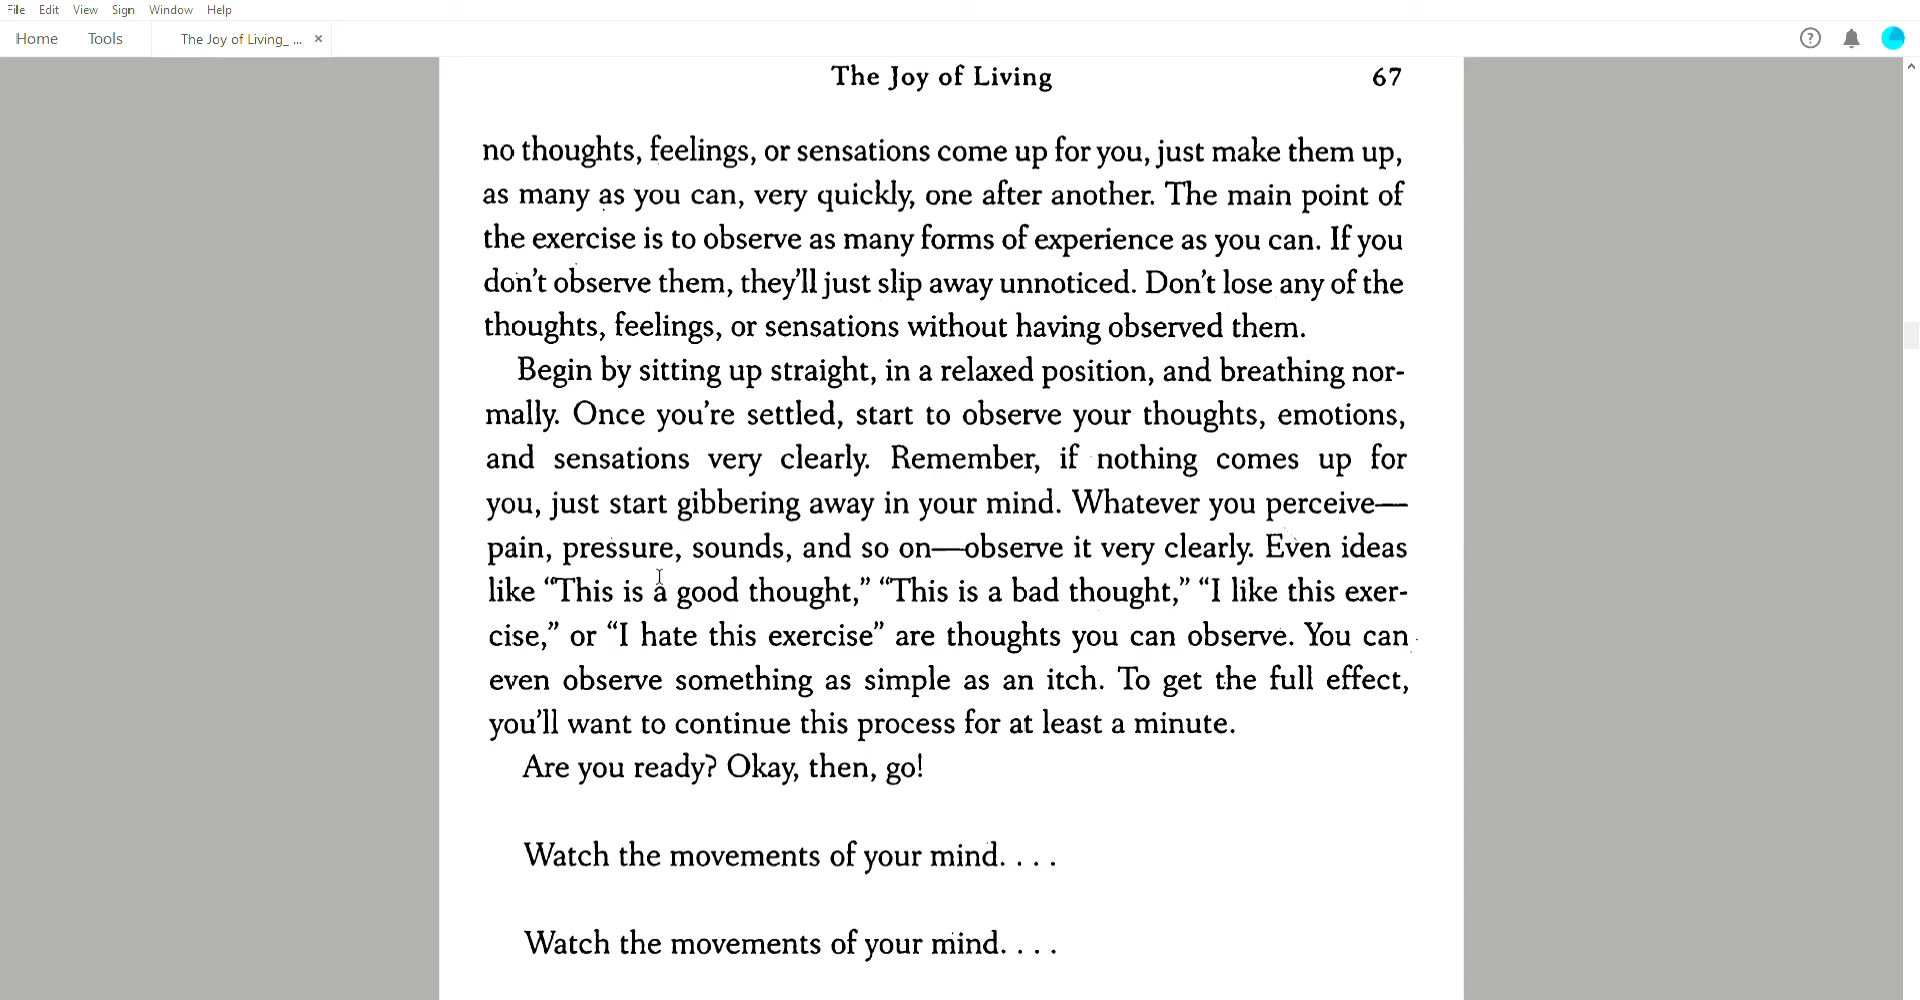 File Edit View Sign Window Help
Home Tools The Joy of Living_ ... ×
The Joy of Living 67
no thoughts, feelings, or sensations come up for you, just make them up,
as many as you can, very quickly, one after another. The main point of
the exercise is to observe as many forms of experience as you can. If you
don't observe them, they'll just slip away unnoticed. Don't lose any of the
thoughts, feelings, or sensations without having observed them.
Begin by sitting up straight, in a relaxed position, and breathing nor-
mally. Once you're settled, start to observe your thoughts, emotions,
and sensations very clearly. Remember, if nothing comes up for
you, just start gibbering away in your mind. Whatever you perceive—
pain, pressure, sounds, and so on—observe it very clearly. Even ideas
like “This is a good thought,” “This is a bad thought,” “I like this exer-
cise,” or “I hate this exercise” are thoughts you can observe. You can
even observe something as simple as an itch. To get the full effect,
you'll want to continue this process for at least a minute.
Are you ready? Okay, then, go!
Watch the movements of your mind. . . .
Watch the movements of your mind. . . .